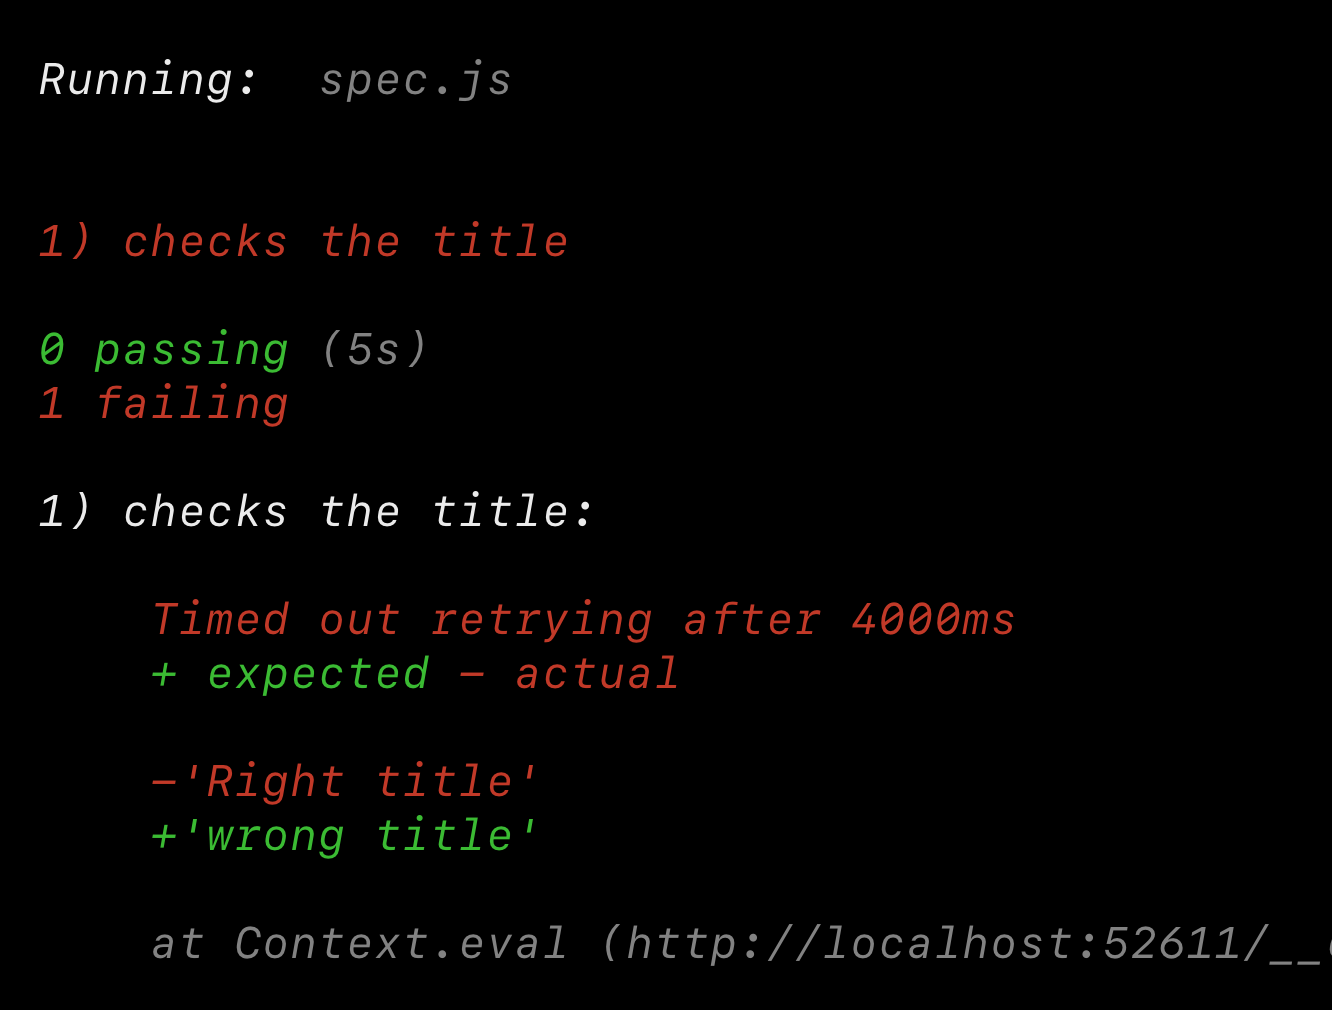 Running:  spec.js
1) checks the title
0 passing (5s)
1 failing
1) checks the title:
Timed out retrying after 4000ms
+ expected - actual
-'Right title'
+'wrong title'
at Context.eval (http://localhost:52611/__